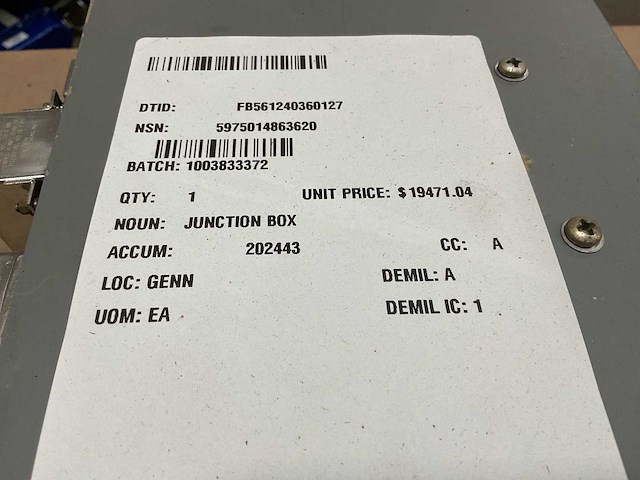 DTID: FB561240360127
NSN: 5975014863620
BATCH: 1003833372
QTY: 1 UNIT PRICE: $19471.04
NOUN: JUNCTION BOX
ACCUM: 202443 CC: A
LOC: GENN DEMIL: A
UOM: EA DEMIL IC: 1